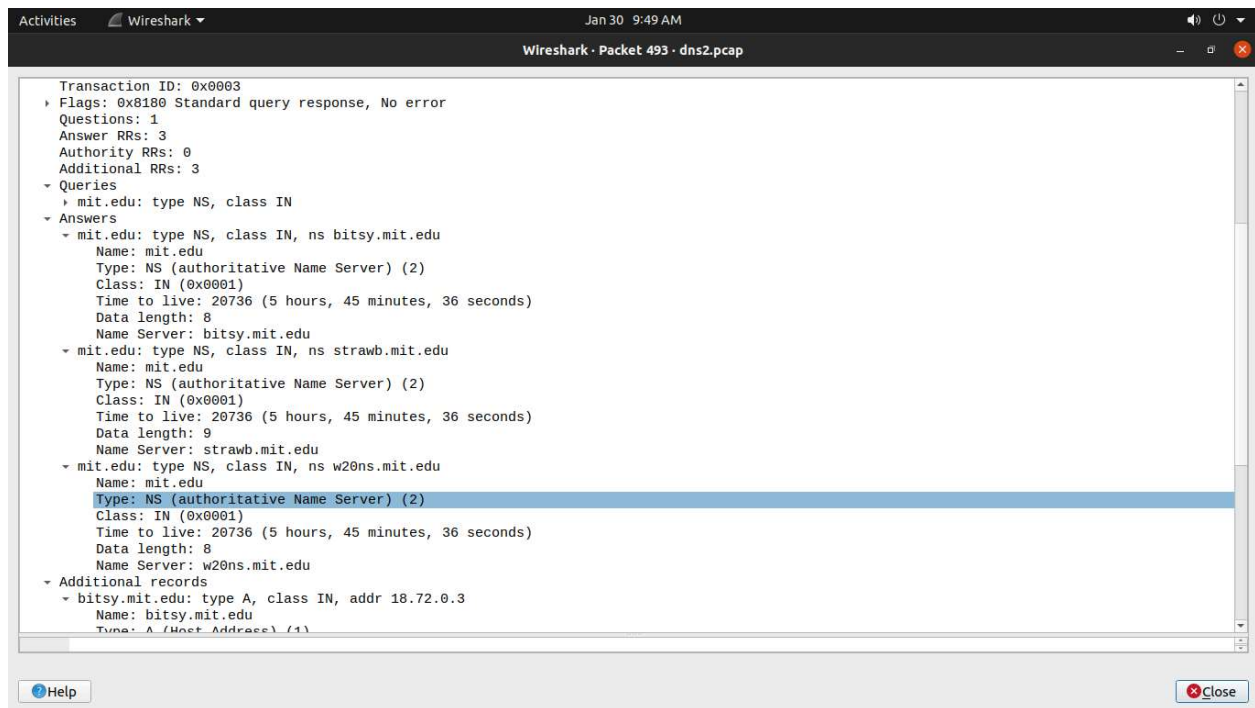 Activities Wireshark Jan 30 9:49 AM
Wireshark · Packet 493 · dns2.pcap
Transaction ID: 0x0003
Flags: 0x8180 Standard query response, No error
Questions: 1
Answer RRs: 3
Authority RRs: 0
Additional RRs: 3
Queries
mit.edu: type NS, class IN
Answers
mit.edu: type NS, class IN, ns bitsy.mit.edu
Name: mit.edu
Type: NS (authoritative Name Server) (2)
Class: IN (0x0001)
Time to live: 20736 (5 hours, 45 minutes, 36 seconds)
Data length: 8
Name Server: bitsy.mit.edu
mit.edu: type NS, class IN, ns strawb.mit.edu
Name: mit.edu
Type: NS (authoritative Name Server) (2)
Class: IN (0x0001)
Time to live: 20736 (5 hours, 45 minutes, 36 seconds)
Data length: 9
Name Server: strawb.mit.edu
mit.edu: type NS, class IN, ns w20ns.mit.edu
Name: mit.edu
Type: NS (authoritative Name Server) (2)
Class: IN (0x0001)
Time to live: 20736 (5 hours, 45 minutes, 36 seconds)
Data length: 8
Name Server: w20ns.mit.edu
Additional records
bitsy.mit.edu: type A, class IN, addr 18.72.0.3
Name: bitsy.mit.edu
Type: A (Host Address) (1)
Help Close